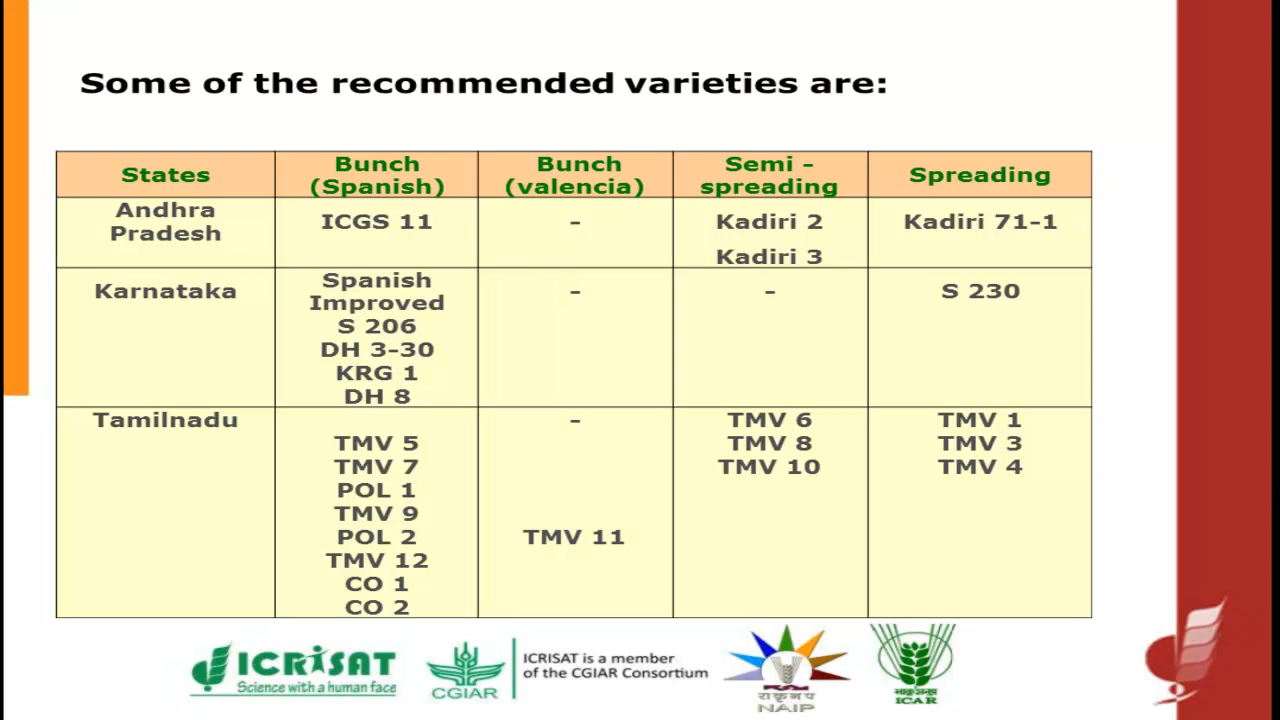 Some of the recommended varieties are:
States
Bunch
(Spanish)
Bunch
(valencia)
Semi -
spreading
Spreading
Andhra
Pradesh
ICGS 11
-
Kadiri 2
Kadiri 3
Kadiri 71-1
Karnataka
Spanish
Improved
S 206
DH 3-30
KRG 1
DH 8
-
-
S 230
Tamilnadu
TMV 5
TMV 7
POL 1
TMV 9
POL 2
TMV 12
CO 1
CO 2
-
TMV 11
TMV 6
TMV 8
TMV 10
TMV 1
TMV 3
TMV 4
ICRISAT
Science with a human face
CGIAR
ICRISAT is a member
of the CGIAR Consortium
राकृनप
NAIP
भाकृअनुप
ICAR